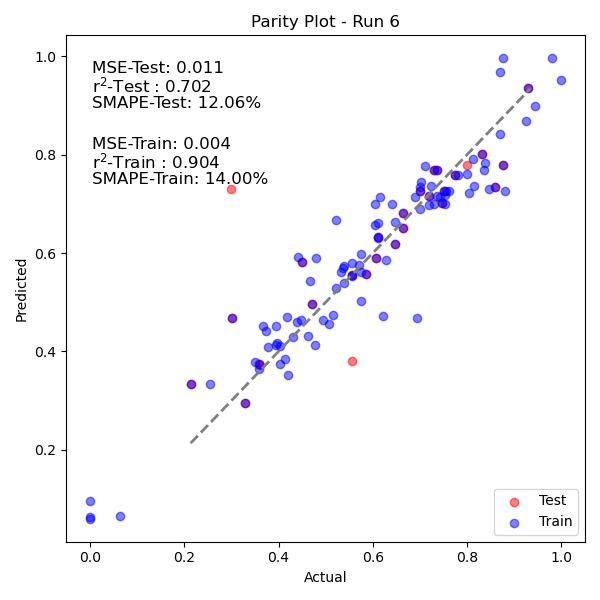 Parity Plot - Run 6
MSE-Test: 0.011
r²-Test : 0.702
SMAPE-Test: 12.06%
MSE-Train: 0.004
r²-Train : 0.904
SMAPE-Train: 14.00%
1.0
0.8
0.6
0.4
0.2
Predicted
0.0 0.2 0.4 0.6 0.8 1.0
Actual
Test
Train